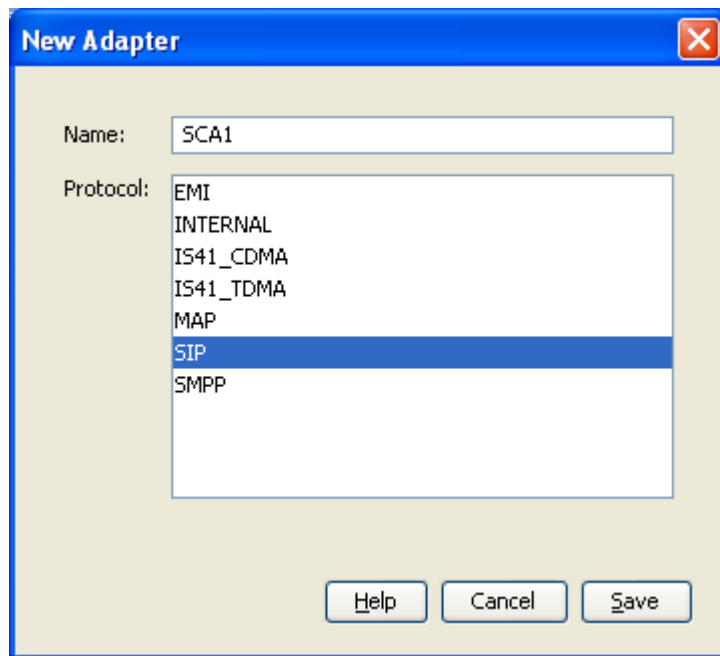 New Adapter
Name: SCA1
Protocol: EMI
INTERNAL
IS41_CDMA
IS41_TDMA
MAP
SIP
SMPP
Help Cancel Save